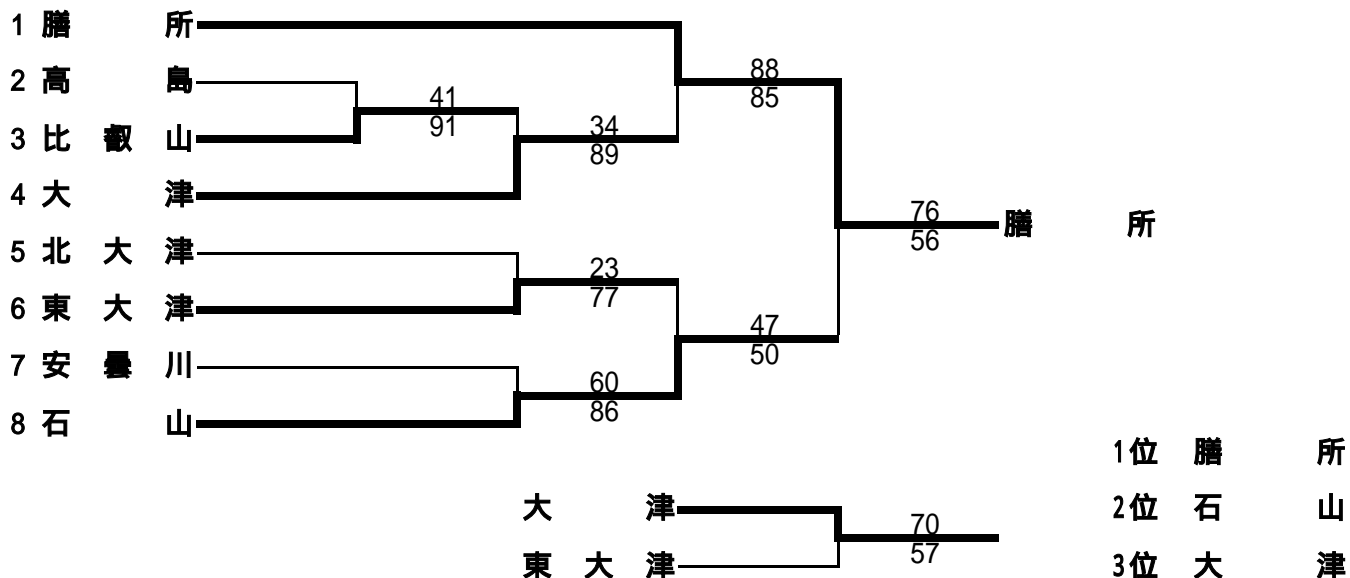 1 膳 所
88
2 高 島
85
41
91
3 比 叡 山
34
89
4 大 津
76
膳 所
56
5 北 大 津
23
77
6 東 大 津
47
50
7 安 曇 川
60
86
8 石 山
1位 膳 所
大 津
2位 石 山
70
57
東 大 津
3位 大 津